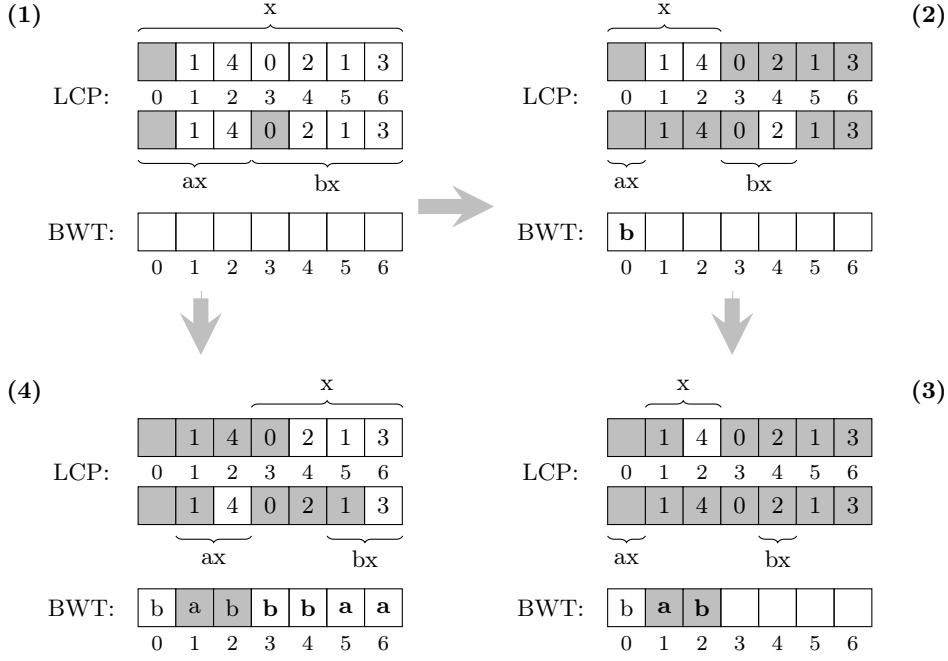 (1)
x
1 4 0 2 1 3
LCP: 0 1 2 3 4 5 6
1 4 0 2 1 3
ax bx
BWT:
0 1 2 3 4 5 6
(2)
x
1 4 0 2 1 3
LCP: 0 1 2 3 4 5 6
1 4 0 2 1 3
ax bx
BWT: b
0 1 2 3 4 5 6
(4)
x
1 4 0 2 1 3
LCP: 0 1 2 3 4 5 6
1 4 0 2 1 3
ax bx
BWT: b a b b b a a
0 1 2 3 4 5 6
(3)
x
1 4 0 2 1 3
LCP: 0 1 2 3 4 5 6
1 4 0 2 1 3
ax bx
BWT: b a b
0 1 2 3 4 5 6